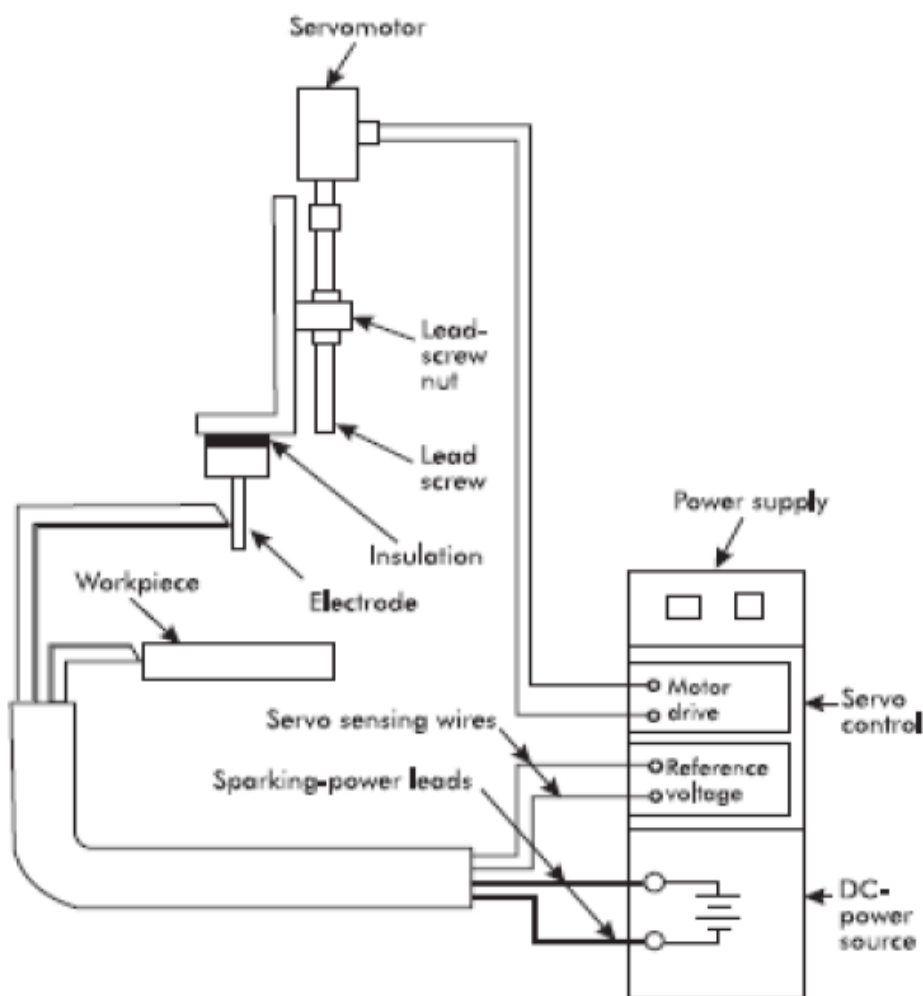 Servomotor
Lead-
screw
nut
Lead
screw
Power supply
Insulation
Workpiece
Electrode
Motor
drive
Servo
control
Servo sensing wires
Reference
voltage
Sparking-power leads
DC-
power
source